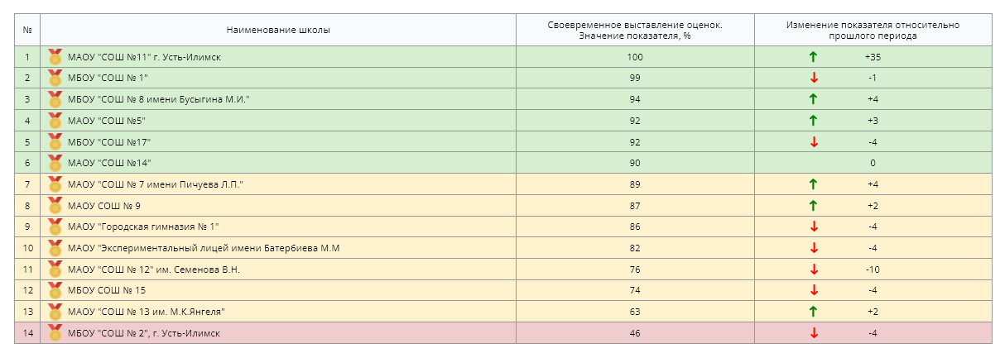 № Наименование школы Своевременное выставление оценок. Значение показателя, % Изменение показателя относительно прошлого периода
1 МАОУ "СОШ №11" г. Усть-Илимск 100 +35
2 МБОУ "СОШ № 1" 99 -1
3 МБОУ "СОШ № 8 имени Бусыгина М.И." 94 +4
4 МАОУ "СОШ №5" 92 +3
5 МБОУ "СОШ №17" 92 -4
6 МАОУ "СОШ №14" 90 0
7 МАОУ "СОШ № 7 имени Пичуева Л.П." 89 +4
8 МАОУ СОШ № 9 87 +2
9 МАОУ "Городская гимназия № 1" 86 -4
10 МАОУ "Экспериментальный лицей имени Батербиева М.М 82 -4
11 МАОУ "СОШ № 12" им. Семенова В.Н. 76 -10
12 МБОУ СОШ № 15 74 -4
13 МАОУ "СОШ № 13 им. М.К.Янгеля" 63 +2
14 МБОУ "СОШ № 2", г. Усть-Илимск 46 -4